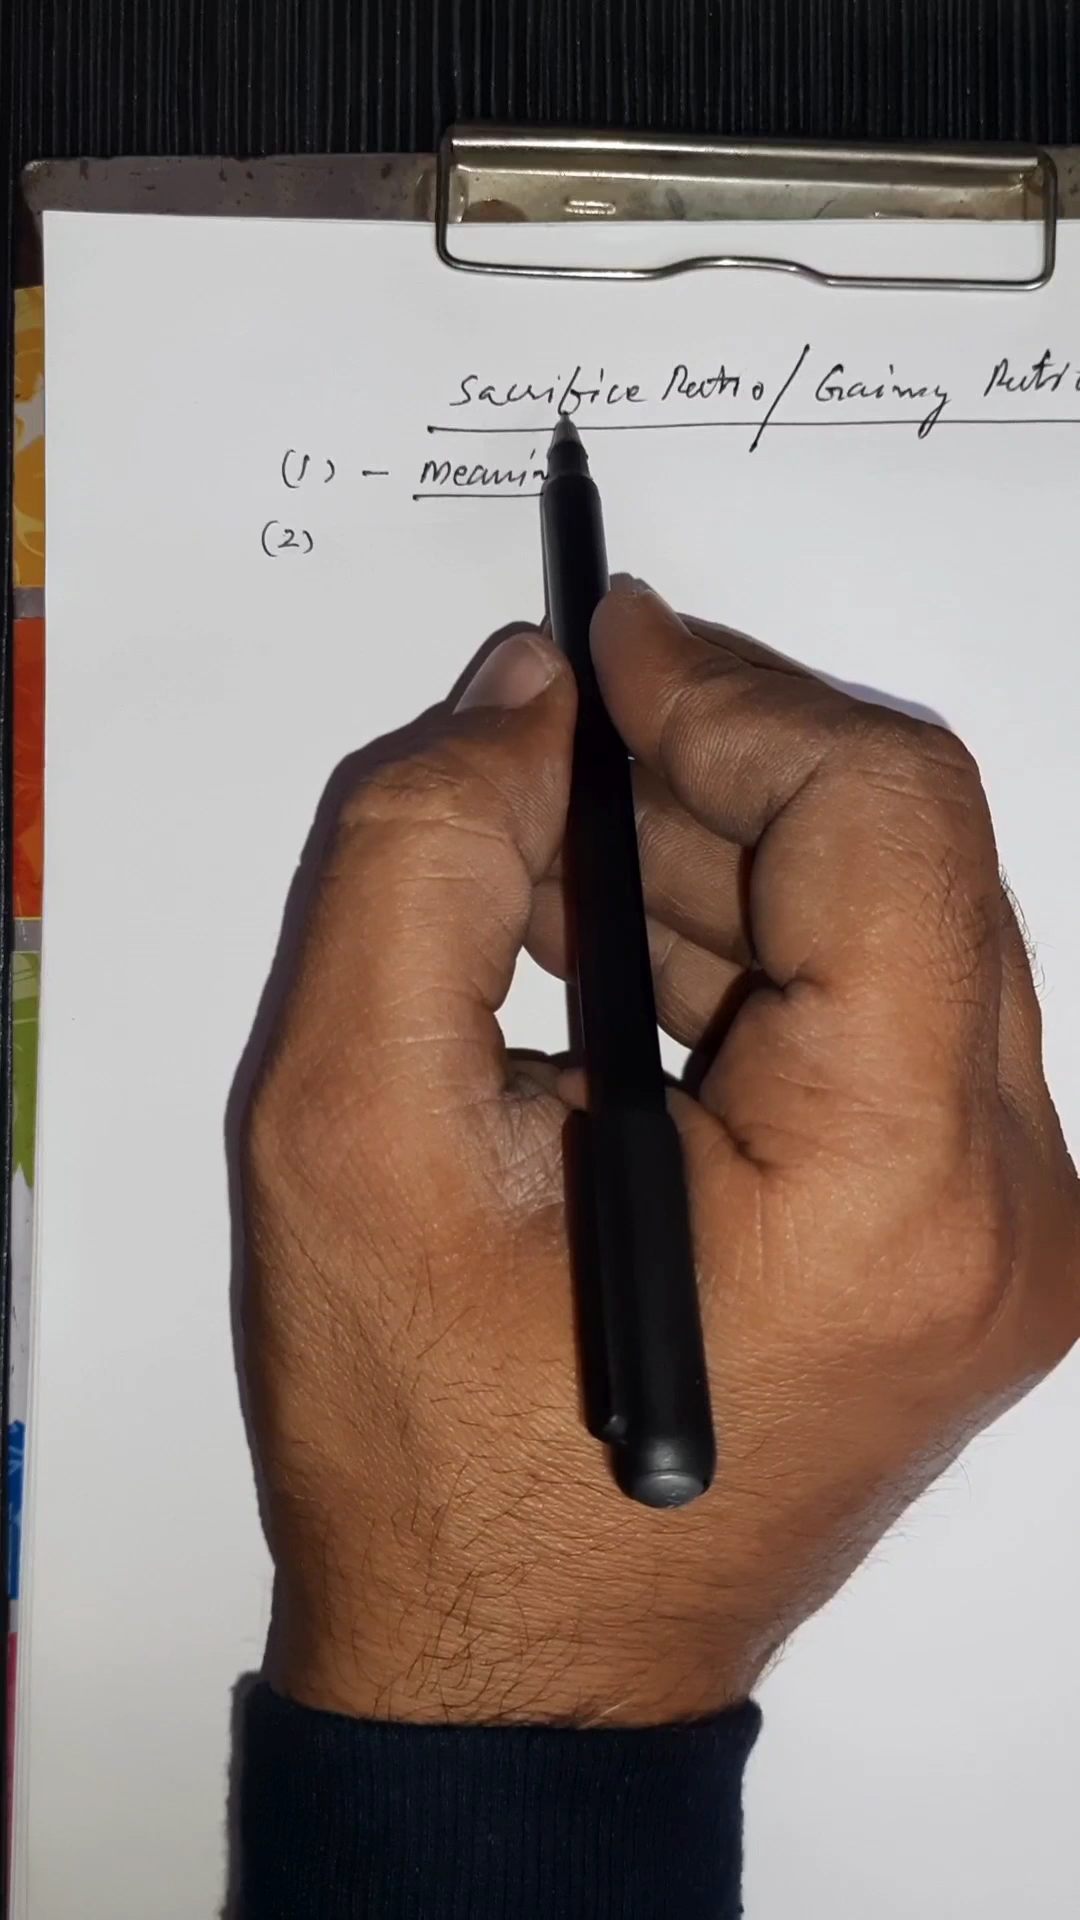 Sacrifice Ratio / Gaining Ratio
(1) - Meanin
(2)